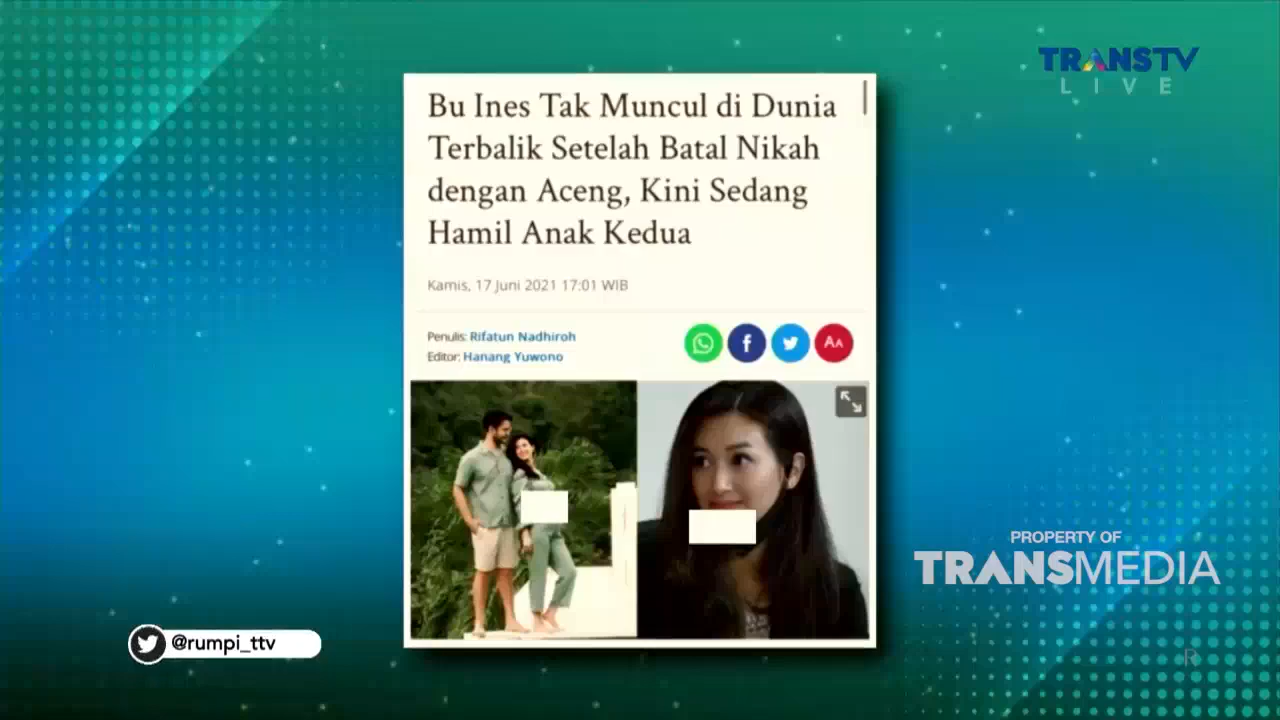 TRANSTV
LIVE
Bu Ines Tak Muncul di Dunia
Terbalik Setelah Batal Nikah
dengan Aceng, Kini Sedang
Hamil Anak Kedua
Kamis, 17 Juni 2021 17:01 WIB
Penulis: Rifatun Nadhiroh
Editor: Hanang Yuwono
AA
PROPERTY OF
TRANSMEDIA
@rumpi_ttv
R